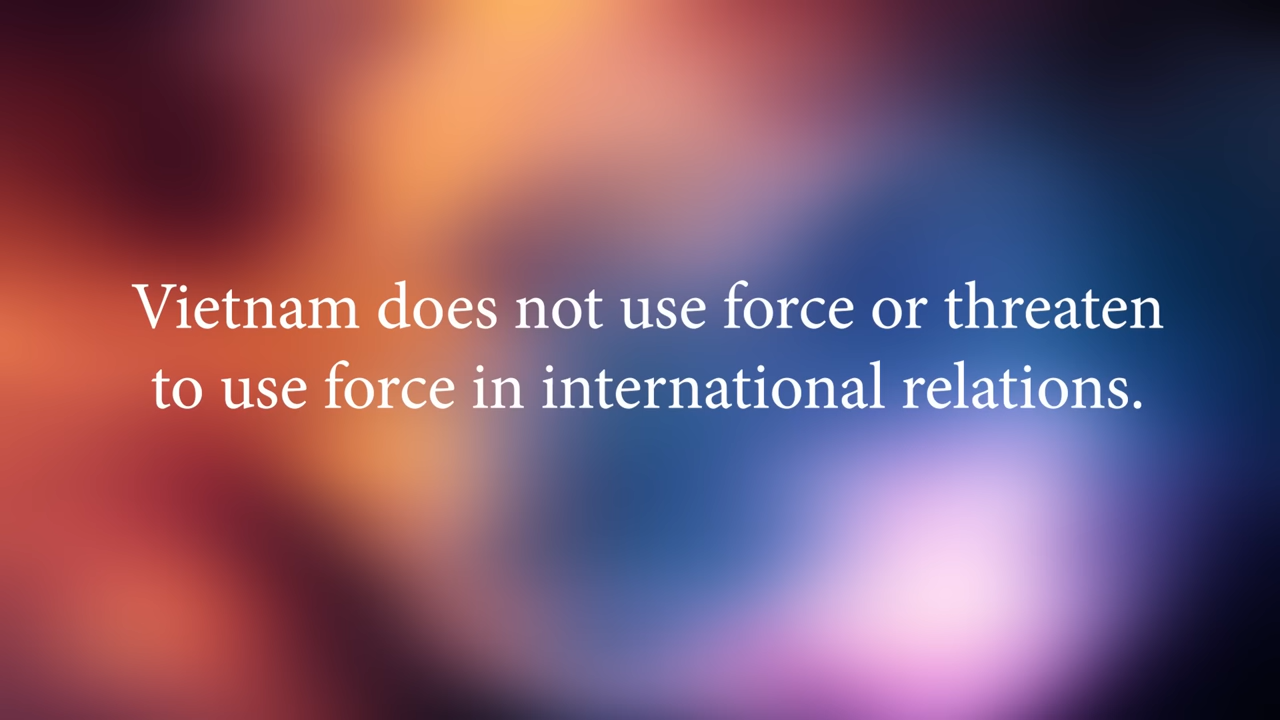 Vietnam does not use force or threaten
to use force in international relations.